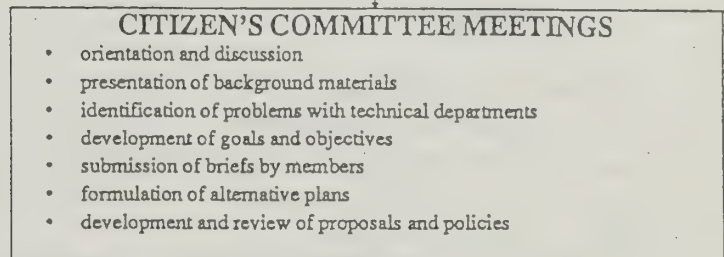 CITIZEN'S COMMITTEE MEETINGS
• orientation and discussion
• presentation of background materials
• identification of problems with technical departments
• development of goals and objectives
• submission of briefs by members
• formulation of alternative plans
• development and review of proposals and policies